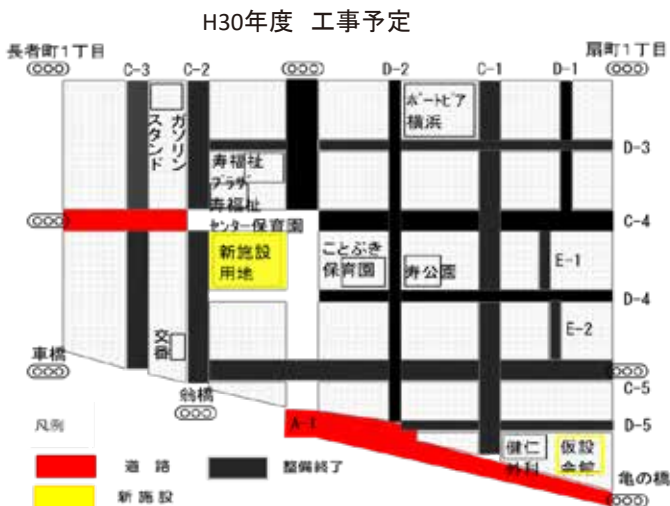 H30年度 工事予定
長者町1丁目
C-3
C-2
D-2
C-1
D-1
扇町1丁目
ガソリン
スタンド
ボートピア
横浜
D-3
寿福祉
プラザ
寿福祉
センター保育園
C-4
新施設
用地
ことぶき
保育園
寿公園
E-1
D-4
E-2
交番
車橋
翁橋
C-5
A-1
D-5
健仁
外科
仮設
会館
亀の橋
凡例
道路
整備終了
新施設